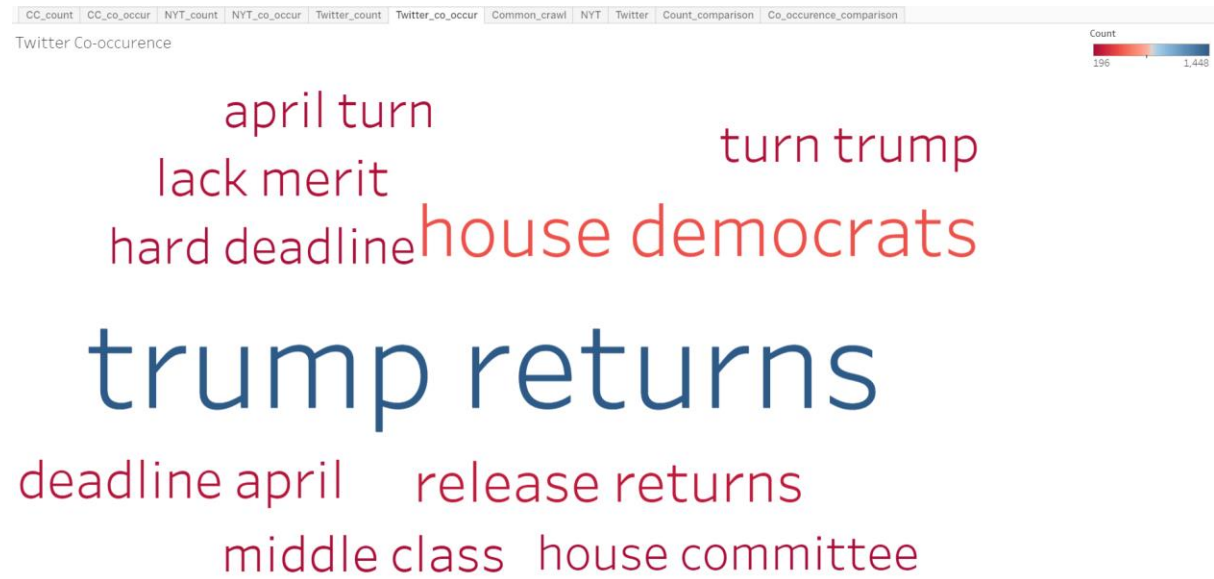 CC_count CC_co_occur NYT_count NYT_co_occur Twitter_count Twitter_co_occur Common_crawl NYT Twitter Count_comparison Co_occurence_comparison
Twitter Co-occurence
Count
196 1,448
april turn
turn trump
lack merit
house democrats
hard deadline
trump returns
deadline april
release returns
middle class
house committee